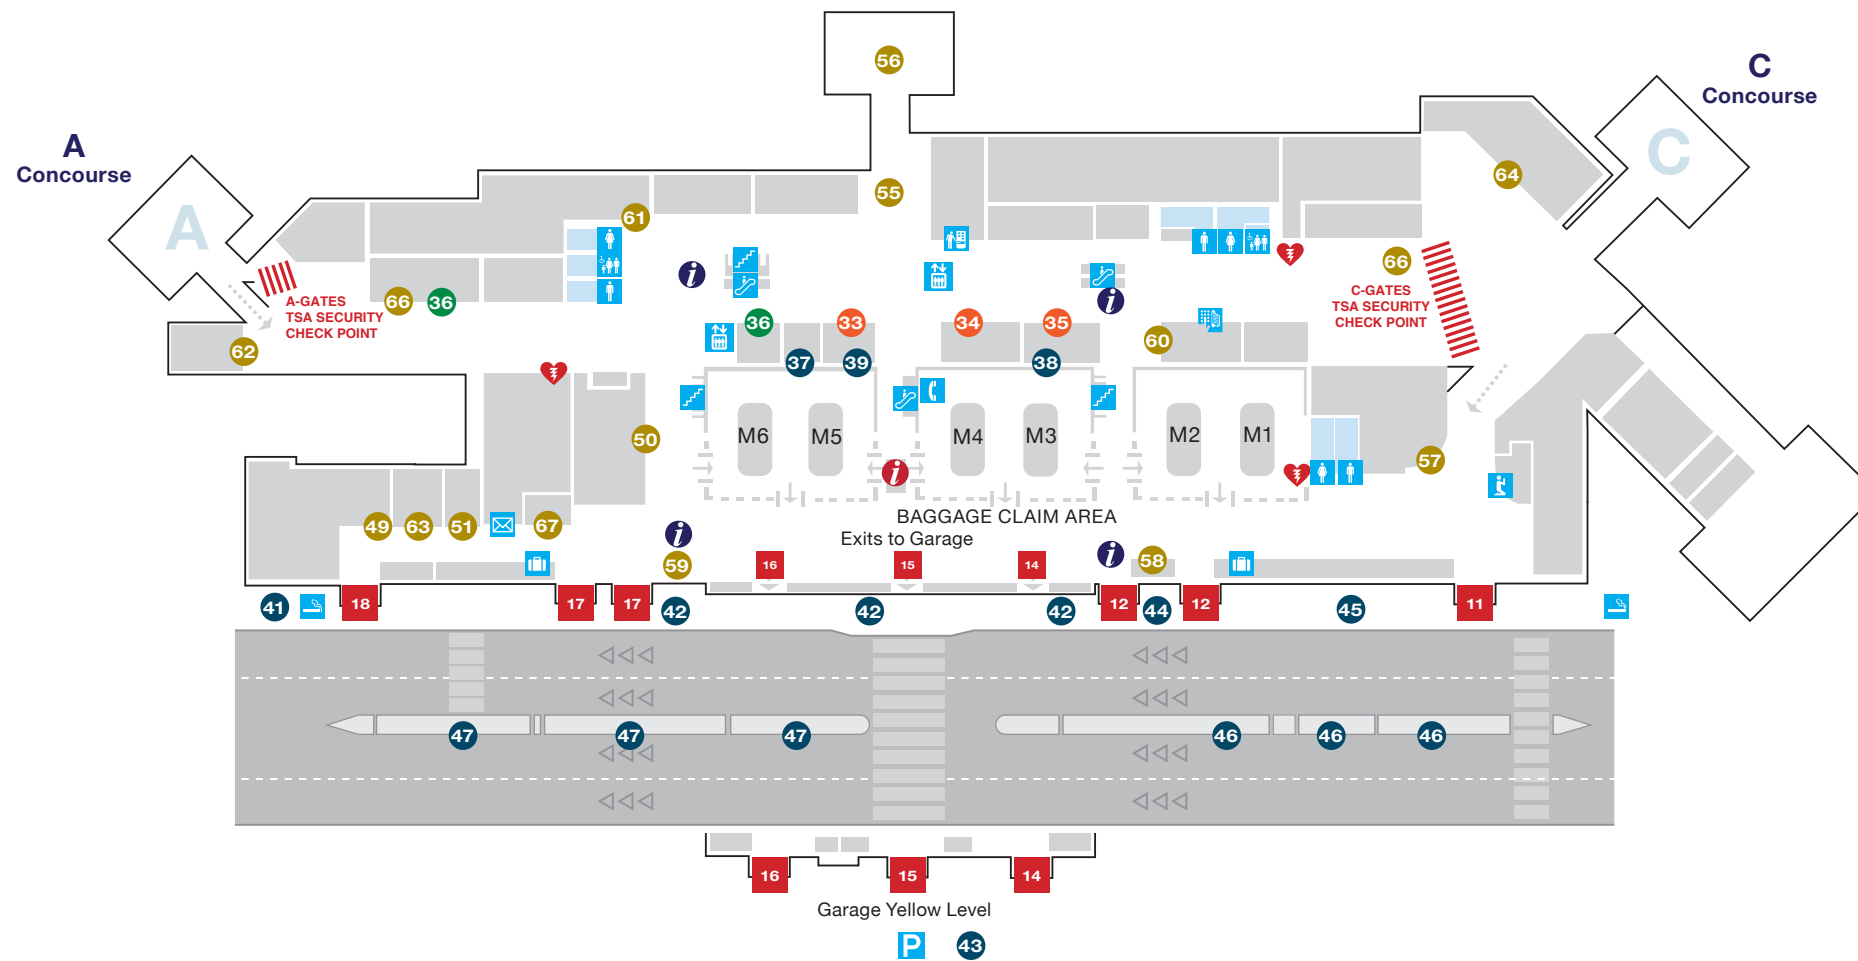 56
C
Concourse
A
Concourse
C
64
55
61
A
66
C-GATES
TSA SECURITY
CHECK POINT
66
36
A-GATES
TSA SECURITY
CHECK POINT
62
i
i
36
33
34
35
60
37
39
38
50
M6
M5
M4
M3
M2
M1
57
i
49
63
51
67
BAGGAGE CLAIM AREA
Exits to Garage
i
59
i
58
16
15
14
41
18
17
17
42
42
42
12
44
12
45
11
47
47
47
46
46
46
16
15
14
Garage Yellow Level
P
43